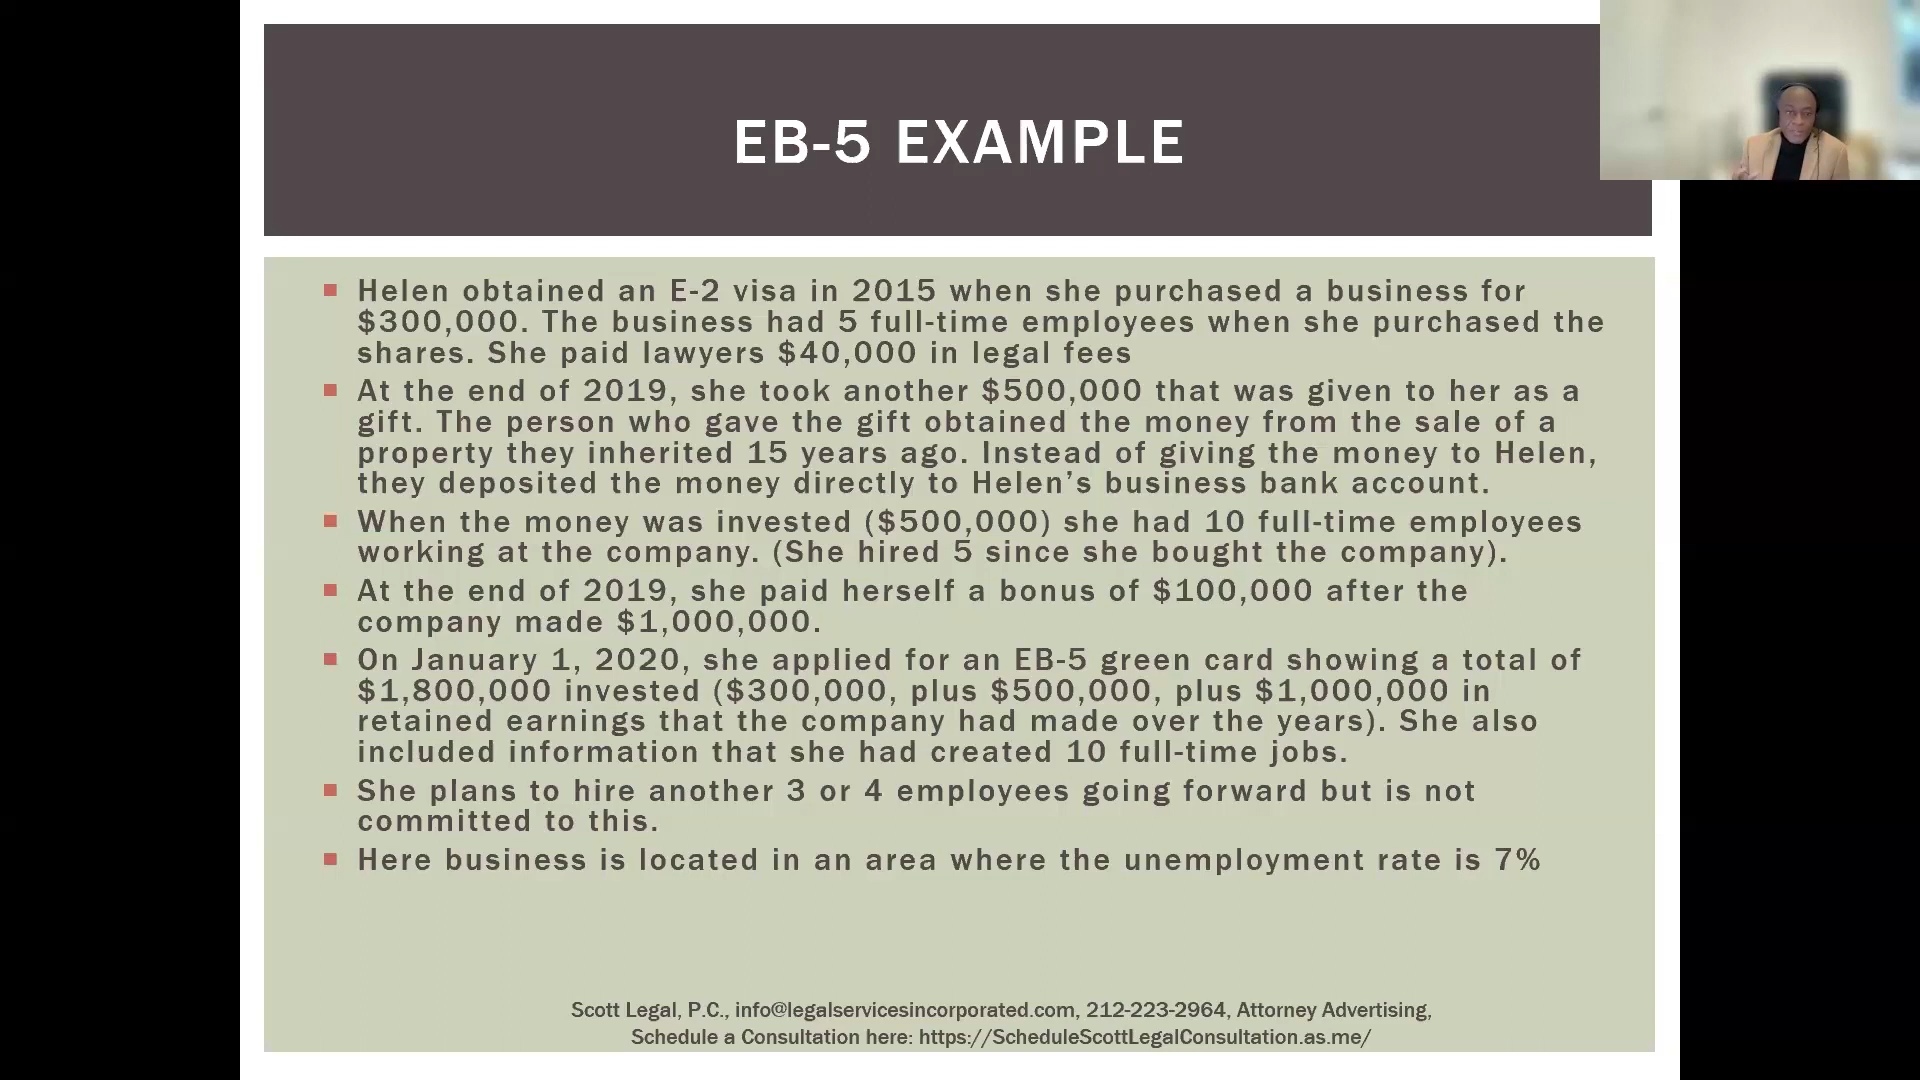 EB-5 EXAMPLE
Helen obtained an E-2 visa in 2015 when she purchased a business for
$300,000. The business had 5 full-time employees when she purchased the
shares. She paid lawyers $40,000 in legal fees
At the end of 2019, she took another $500,000 that was given to her as a
gift. The person who gave the gift obtained the money from the sale of a
property they inherited 15 years ago. Instead of giving the money to Helen,
they deposited the money directly to Helen’s business bank account.
When the money was invested ($500,000) she had 10 full-time employees
working at the company. (She hired 5 since she bought the company).
At the end of 2019, she paid herself a bonus of $100,000 after the
company made $1,000,000.
On January 1, 2020, she applied for an EB-5 green card showing a total of
$1,800,000 invested ($300,000, plus $500,000, plus $1,000,000 in
retained earnings that the company had made over the years). She also
included information that she had created 10 full-time jobs.
She plans to hire another 3 or 4 employees going forward but is not
committed to this.
Here business is located in an area where the unemployment rate is 7%
Scott Legal, P.C., info@legalservicesincorporated.com, 212-223-2964, Attorney Advertising,
Schedule a Consultation here: https://ScheduleScottLegalConsultation.as.me/